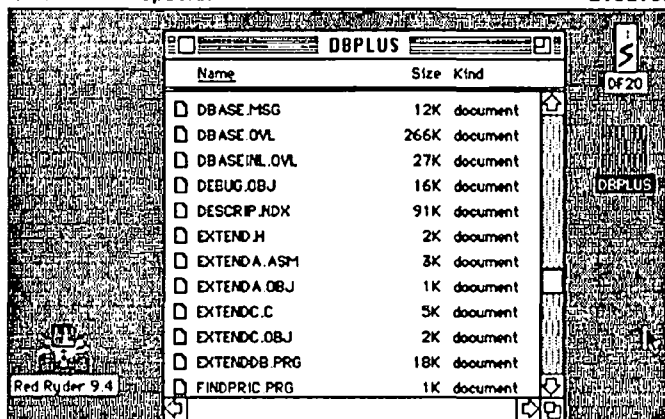 DBPLUS
Name Size Kind
DF20
DBASE.MSG 12K document
DBASE.OVL 266K document
DBASEINL.OVL 27K document
DEBUG.OBJ 16K document
DBPLUS
DESCRIP.NDX 91K document
EXTEND.H 2K document
EXTENDA.ASM 3K document
EXTENDA.OBJ 1K document
EXTENDC.C 5K document
EXTENDC.OBJ 2K document
EXTENDDB.PRG 18K document
Red Ryder 9.4
FINDPRIC.PRG 1K document